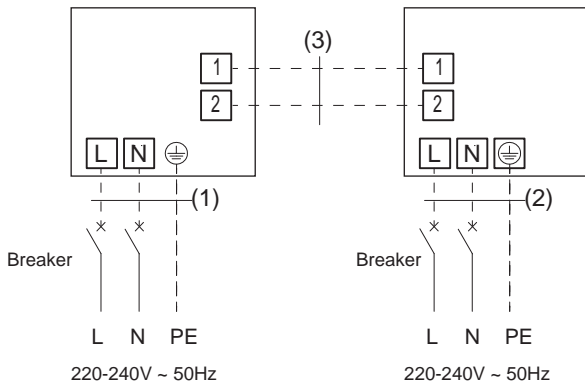 (3)
1 1
2 2
L N L N
(1) (2)
Breaker Breaker
L N PE L N PE
220-240V ~ 50Hz 220-240V ~ 50Hz